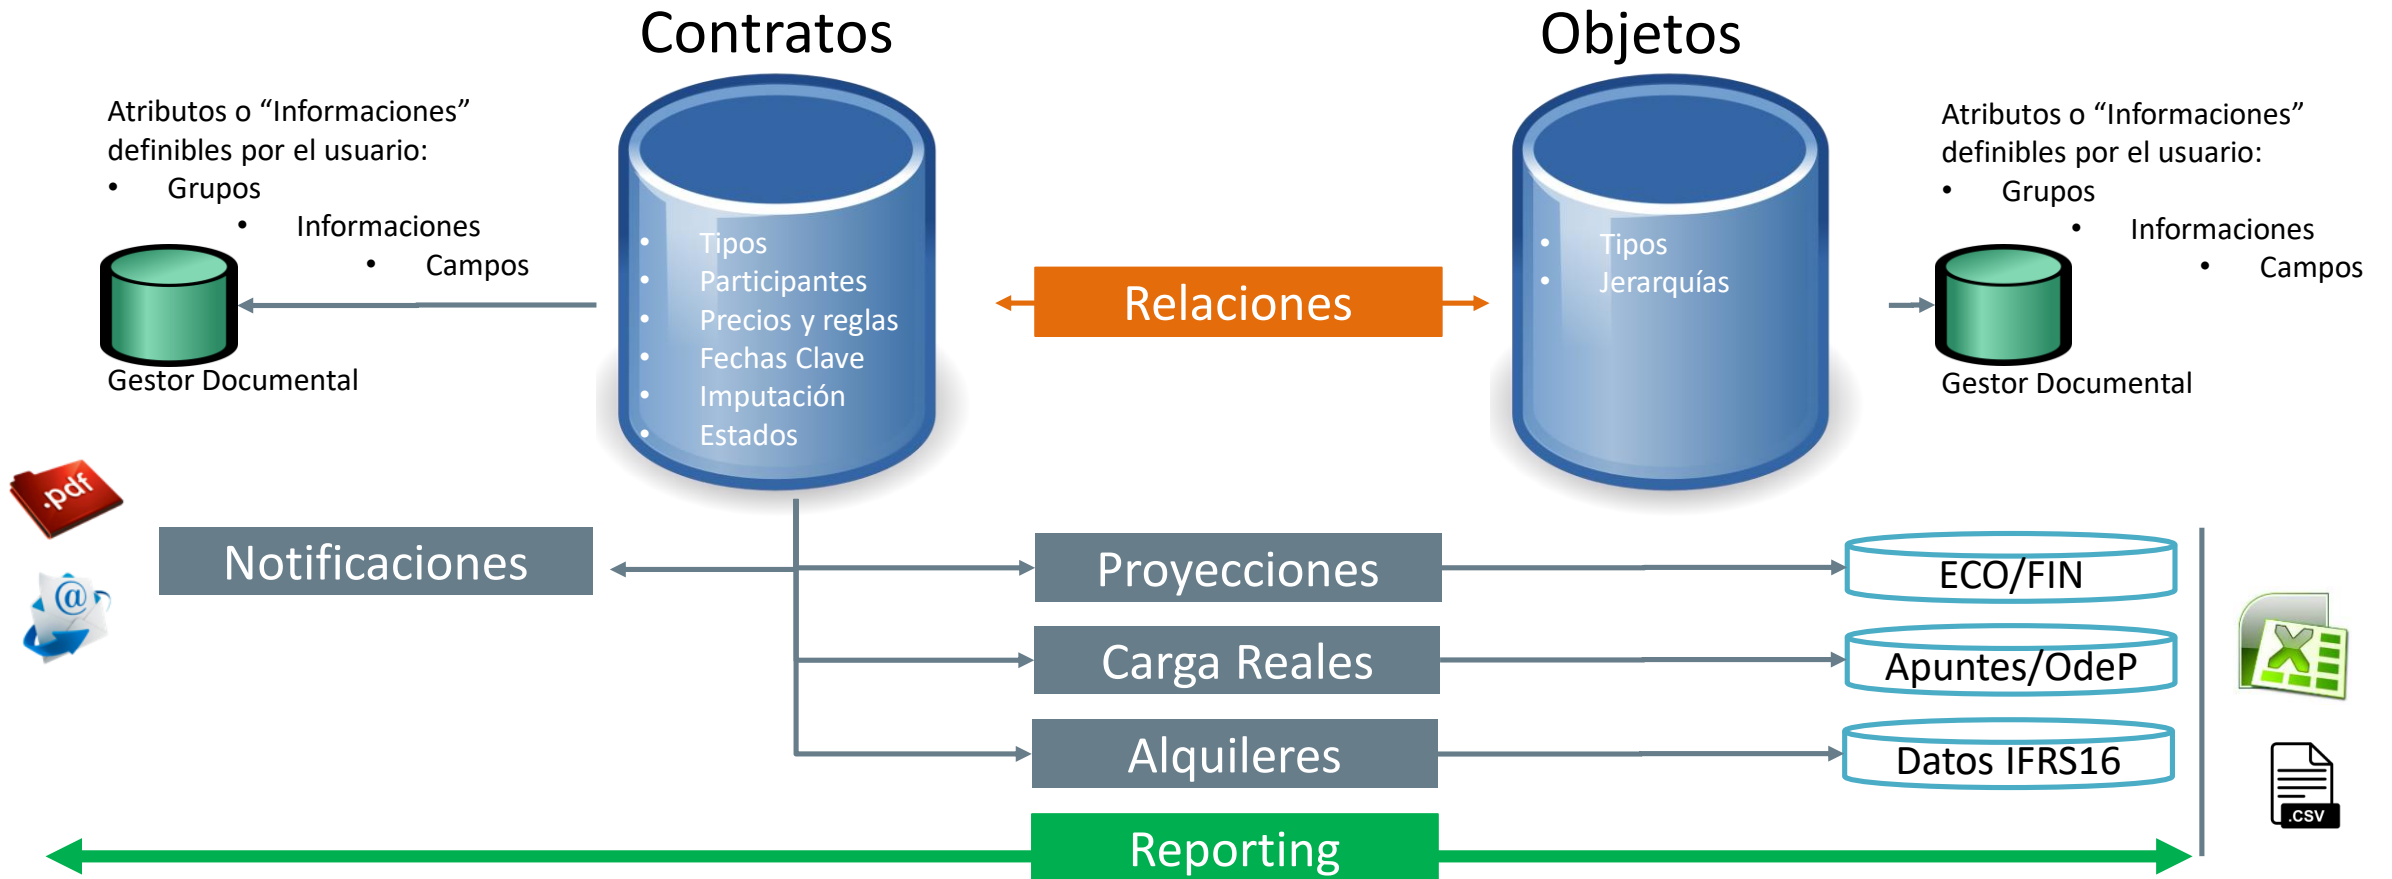 Contratos
Objetos
Atributos o “Informaciones”
definibles por el usuario:
• Grupos
• Informaciones
• Campos
Gestor Documental
• Tipos
• Participantes
• Precios y reglas
• Fechas Clave
• Imputación
• Estados
Relaciones
• Tipos
• Jerarquías
Atributos o “Informaciones”
definibles por el usuario:
• Grupos
• Informaciones
• Campos
Gestor Documental
.pdf
@
Notificaciones
Proyecciones
ECO/FIN
Carga Reales
Apuntes/OdeP
Alquileres
Datos IFRS16
X
.CSV
Reporting